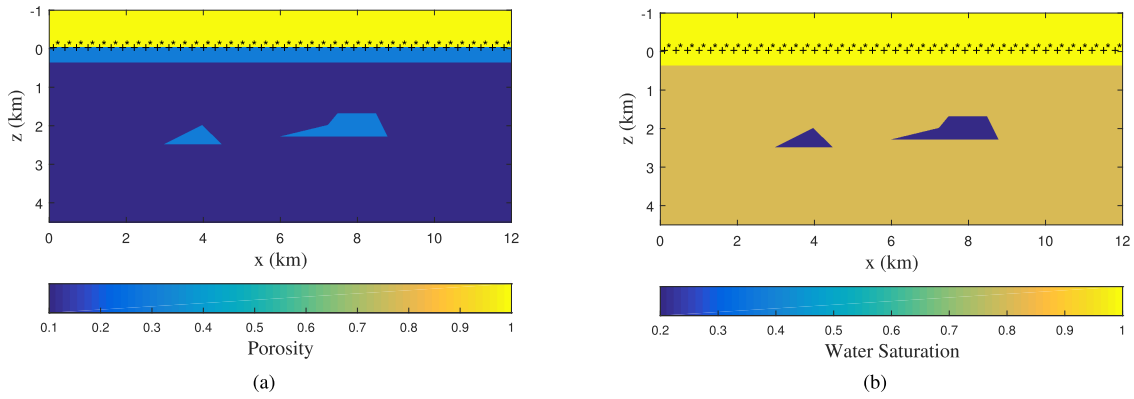 -1
0
1
2
3
4
z (km)
0 2 4 6 8 10 12
x (km)
0.1 0.2 0.3 0.4 0.5 0.6 0.7 0.8 0.9 1
Porosity
(a)
-1
0
1
2
3
4
z (km)
0 2 4 6 8 10 12
x (km)
0.2 0.3 0.4 0.5 0.6 0.7 0.8 0.9 1
Water Saturation
(b)